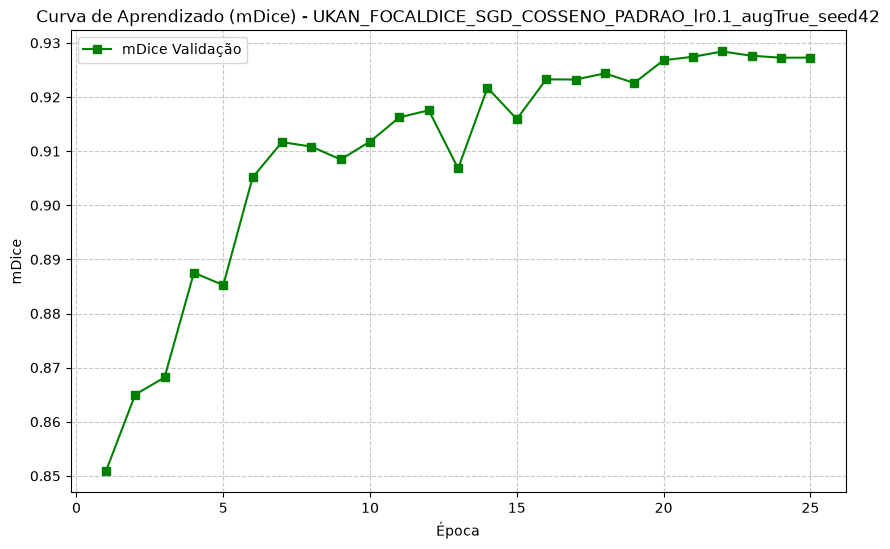 Curva de Aprendizado (mDice) - UKAN_FOCALDICE_SGD_COSSENO_PADRAO_lr0.1_augTrue_seed42
mDice Validação
0.93
0.92
0.91
0.90
0.89
0.88
0.87
0.86
0.85
mDice
0 5 10 15 20 25
Época